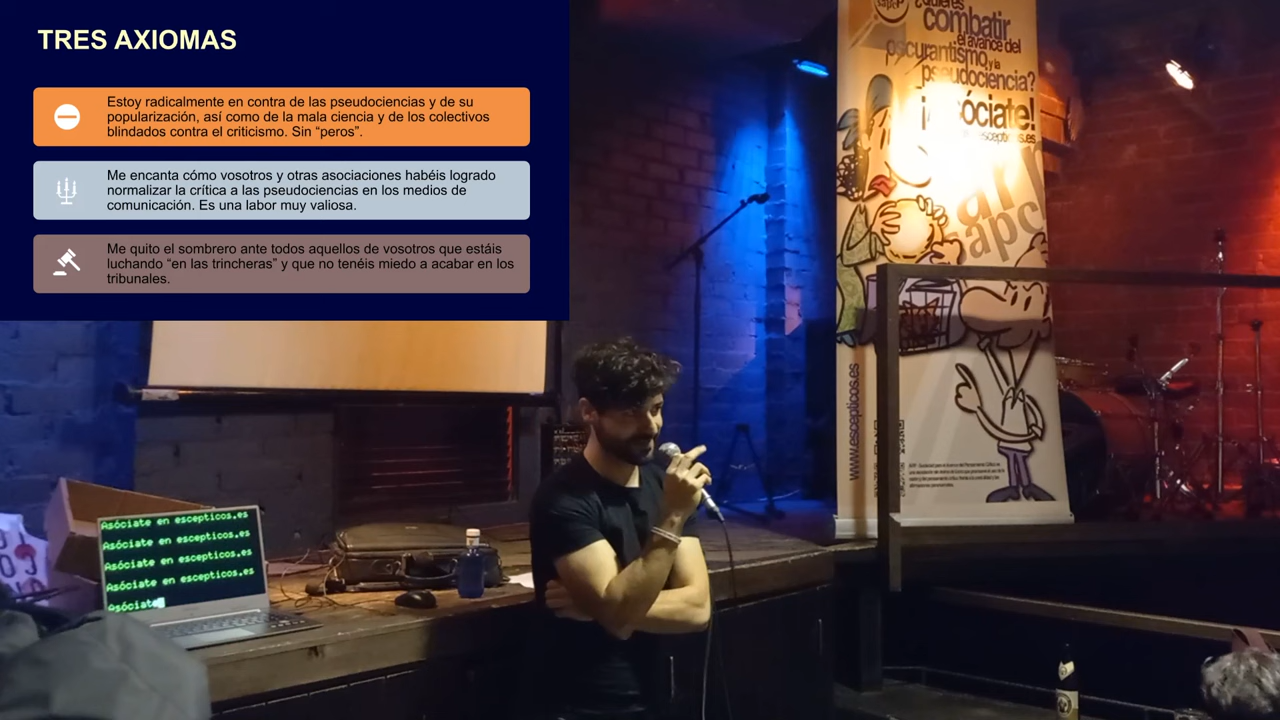 TRES AXIOMAS
Estoy radicalmente en contra de las pseudociencias y de su
popularización, así como de la mala ciencia y de los colectivos
blindados contra el criticismo. Sin “peros”.
Me encanta cómo vosotros y otras asociaciones habéis logrado
normalizar la crítica a las pseudociencias en los medios de
comunicación. Es una labor muy valiosa.
Me quito el sombrero ante todos aquellos de vosotros que estáis
luchando “en las trincheras” y que no tenéis miedo a acabar en los
tribunales.
¿Quieres
combatir
el avance del
oscurantismo y la
pseudociencia?
¡Asóciate!
www.escepticos.es
Asóciate en escepticos.es
Asóciate en escepticos.es
Asóciate en escepticos.es
Asóciate en escepticos.es
Asóciate